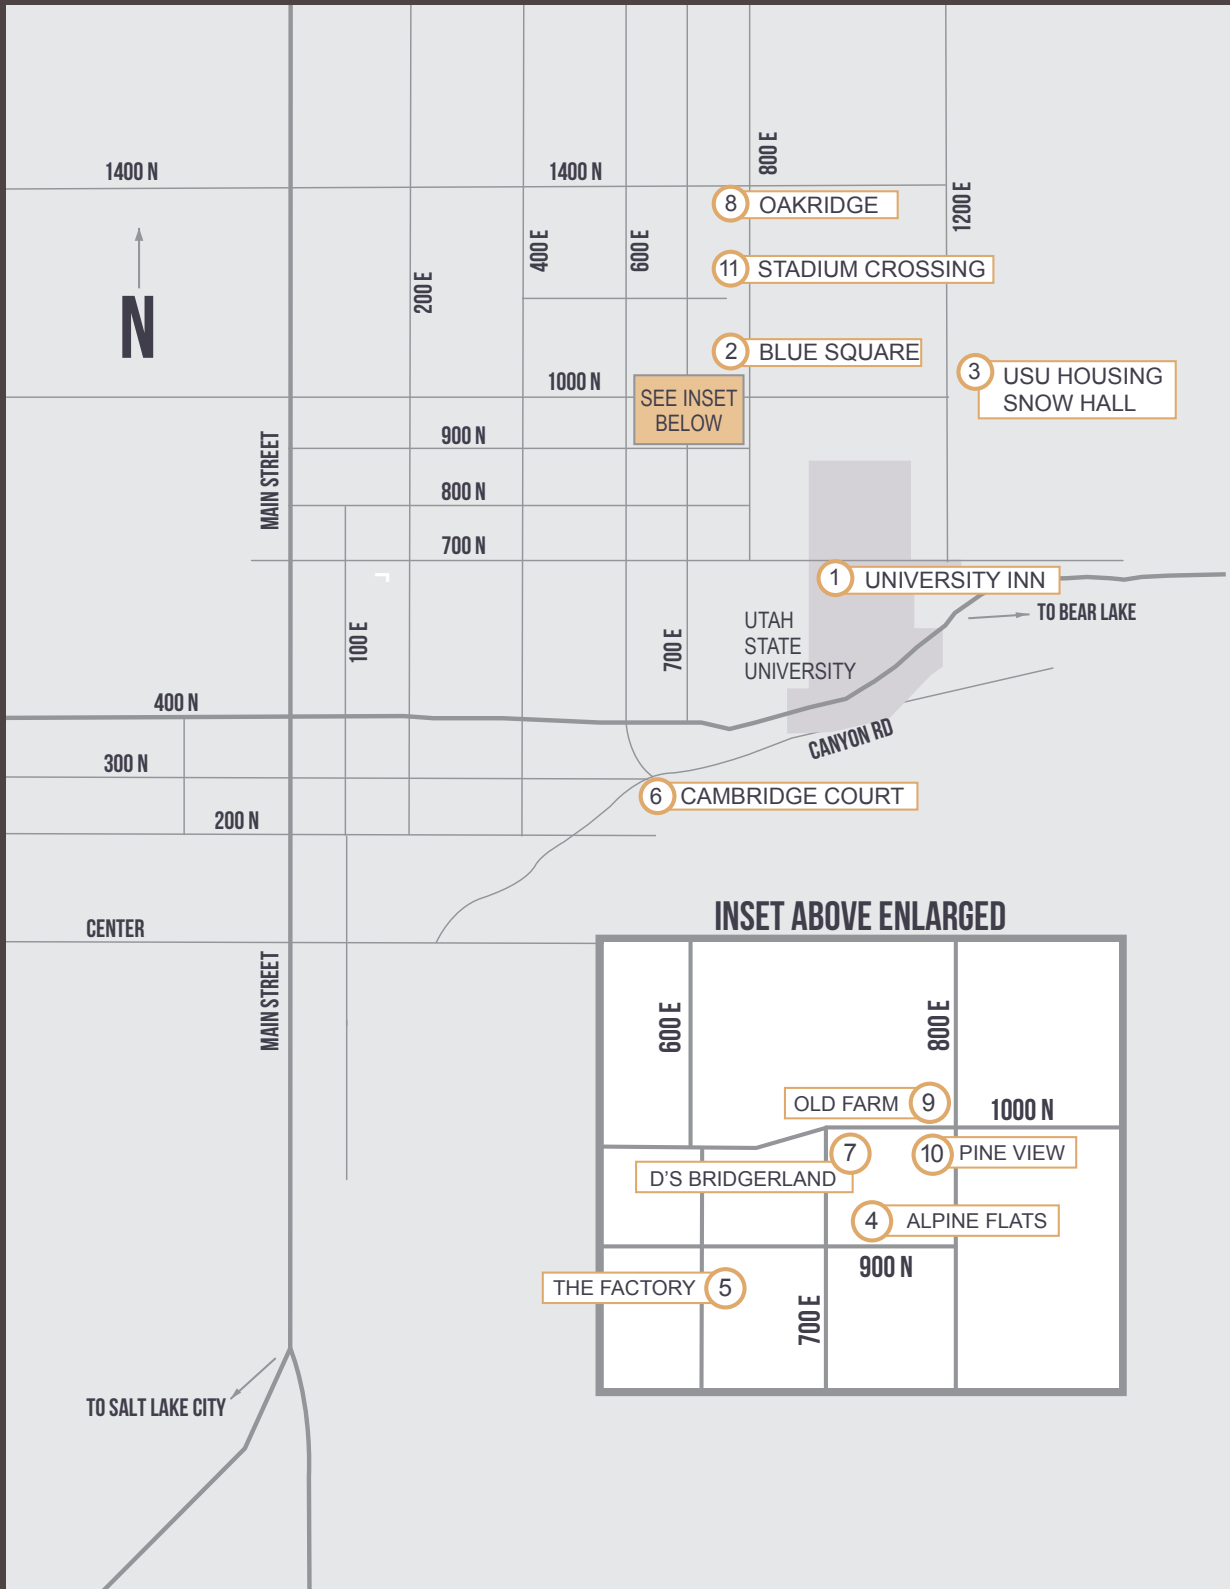 800 E
1400 N
1400 N
8 OAKRIDGE
1200 E
400 E
600 E
11 STADIUM CROSSING
200 E
N
2 BLUE SQUARE
3 USU HOUSING
SNOW HALL
1000 N
SEE INSET
BELOW
900 N
MAIN STREET
800 N
700 N
1 UNIVERSITY INN
TO BEAR LAKE
UTAH
STATE
UNIVERSITY
100 E
700 E
400 N
CANYON RD
300 N
6 CAMBRIDGE COURT
200 N
CENTER
MAIN STREET
INSET ABOVE ENLARGED
600 E
800 E
OLD FARM 9
1000 N
7
D'S BRIDGERLAND
10 PINE VIEW
4 ALPINE FLATS
900 N
THE FACTORY 5
700 E
TO SALT LAKE CITY